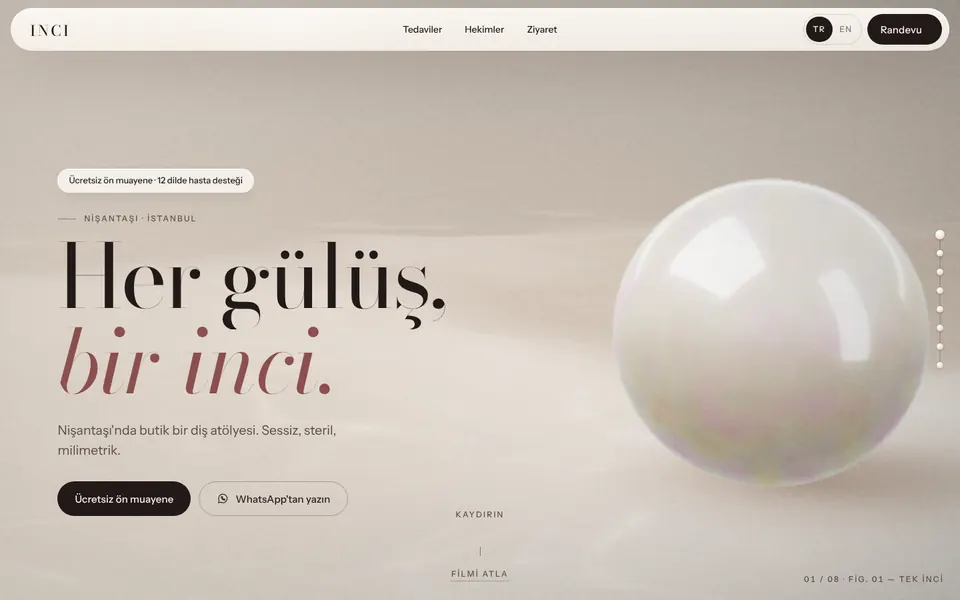 INCI
Tedaviler
Hekimler
Ziyaret
TR
EN
Randevu
Ücretsiz ön muayene · 12 dilde hasta desteği
NİŞANTAŞI · İSTANBUL
Her gülüş,
bir inci.
Nişantaşı'nda butik bir diş atölyesi. Sessiz, steril,
milimetrik.
Ücretsiz ön muayene
WhatsApp'tan yazın
KAYDIRIN
FİLMİ ATLA
01 / 08 · FİG. 01 — TEK İNCİ